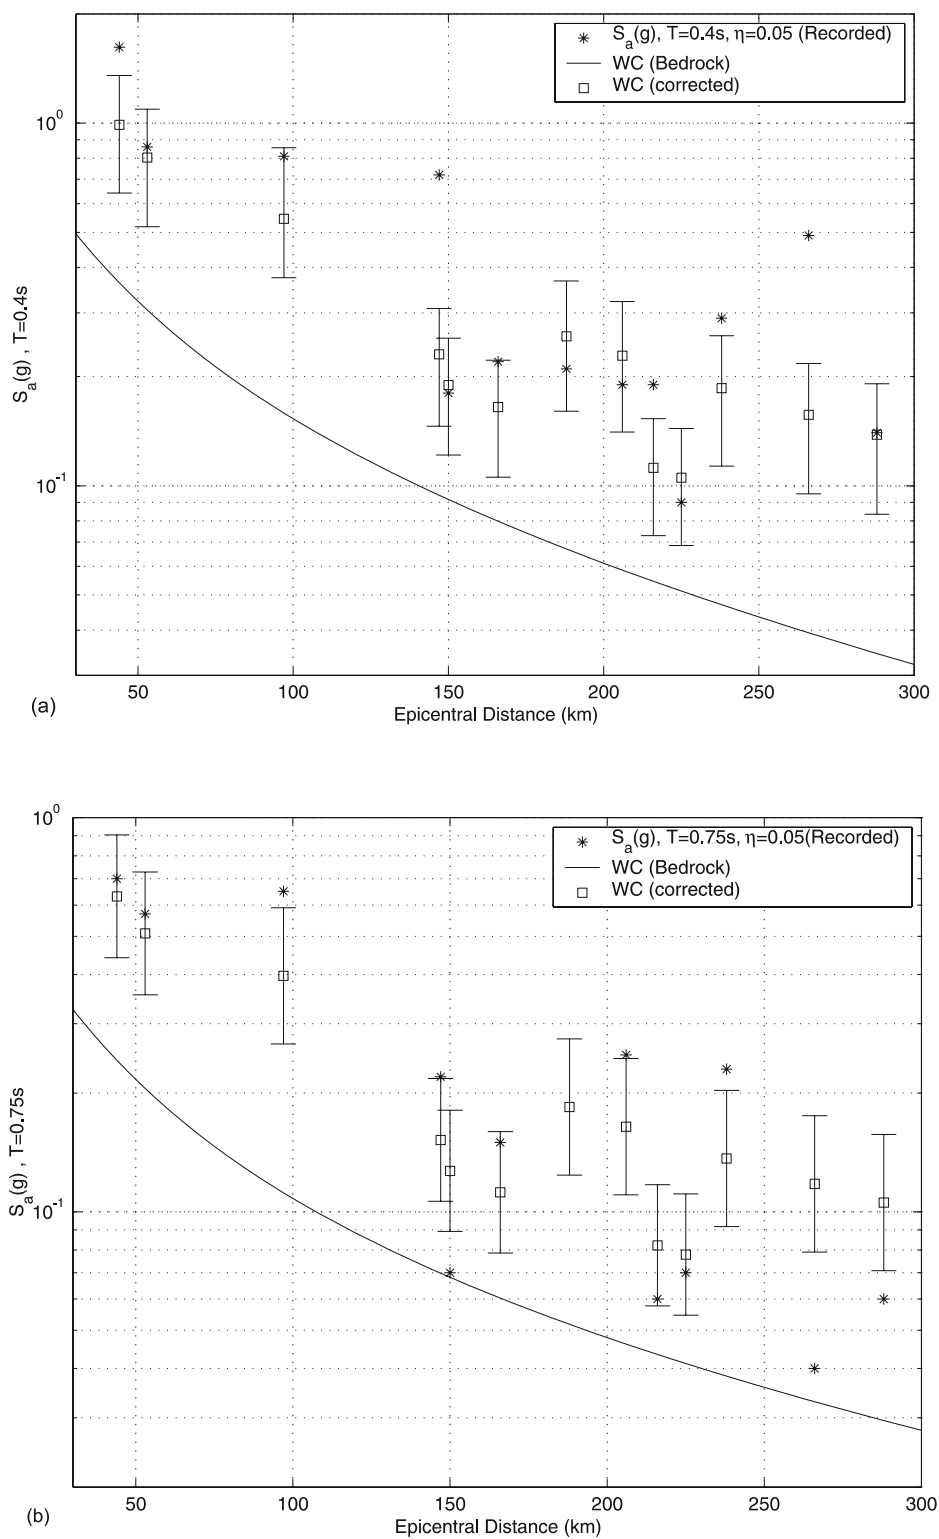 S_a(g), T=0.4s, η=0.05 (Recorded)
WC (Bedrock)
WC (corrected)
10^0
10^-1
S_a(g) , T=0.4s
50 100 150 200 250 300
Epicentral Distance (km)
(a)
10^0
S_a(g), T=0.75s, η=0.05(Recorded)
WC (Bedrock)
WC (corrected)
10^-1
S_a(g) , T=0.75s
50 100 150 200 250 300
Epicentral Distance (km)
(b)